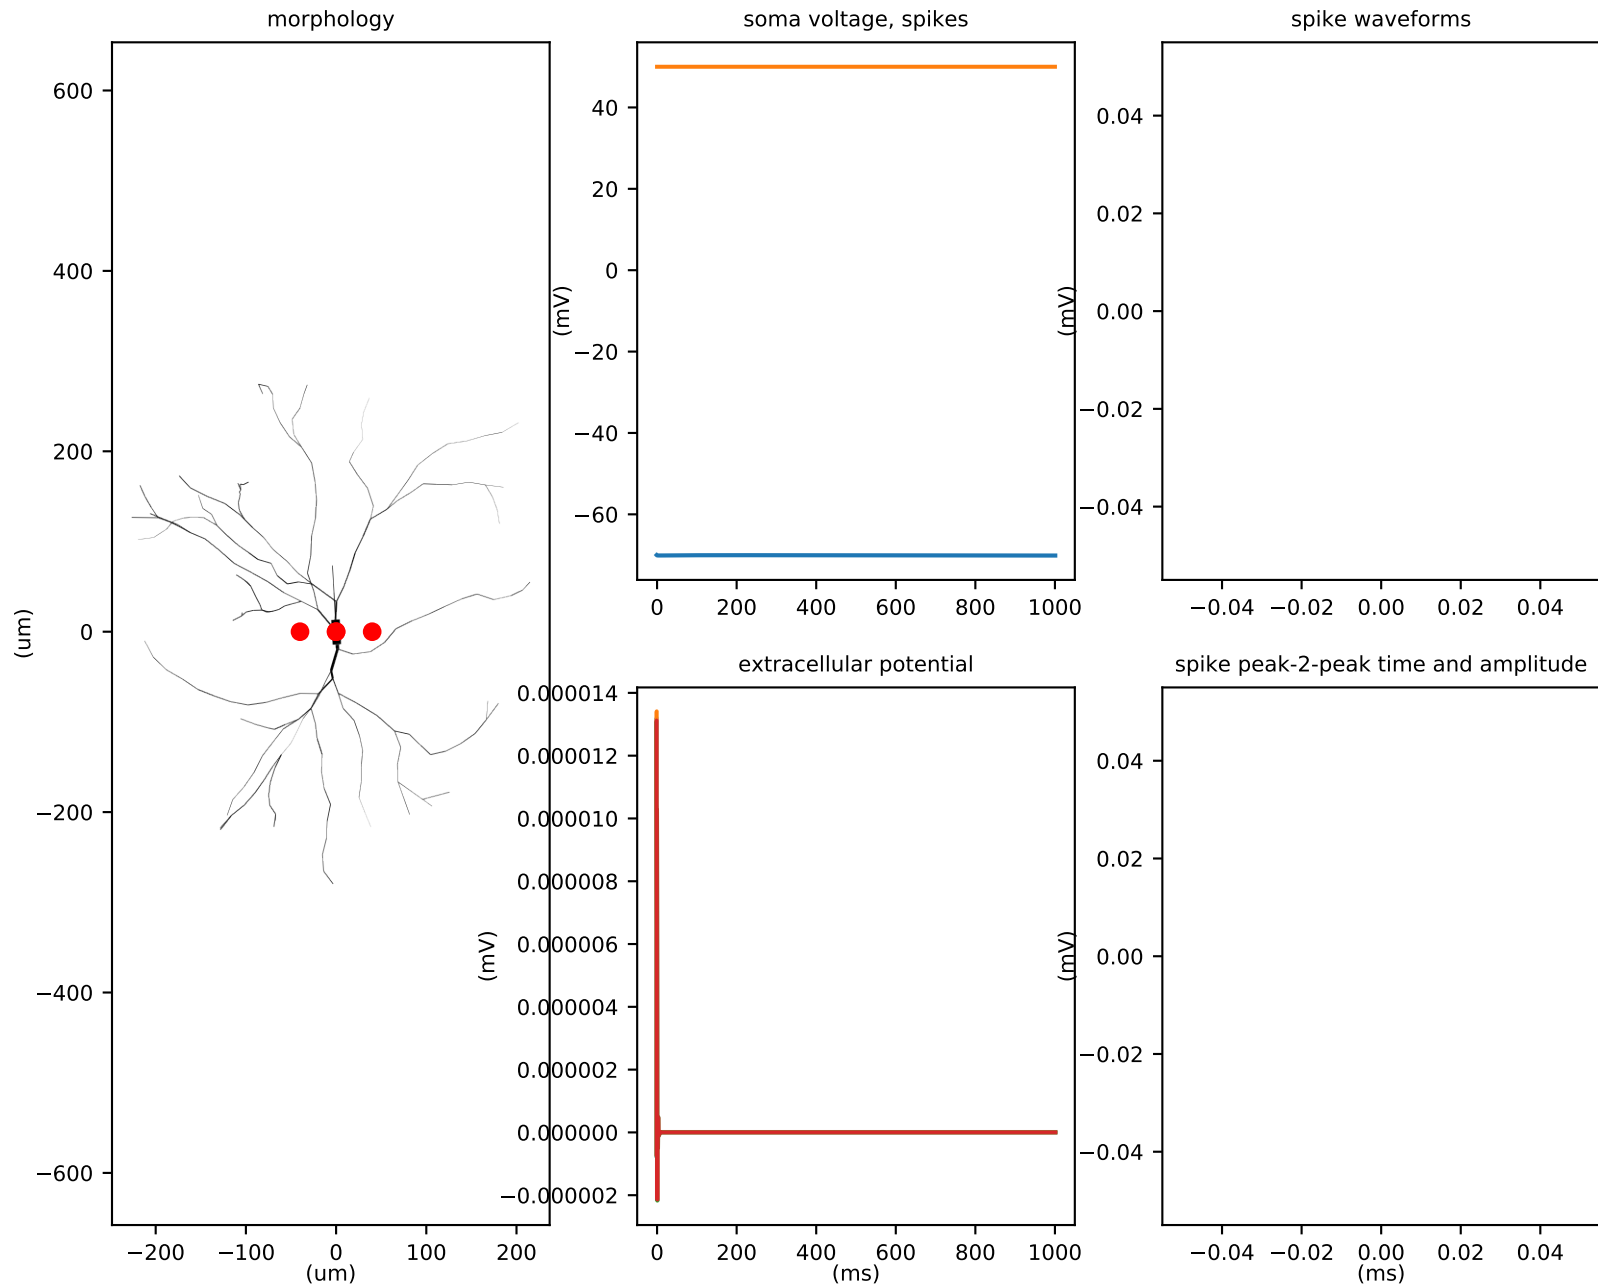 morphology
600
400
200
0
−200
−400
−600
(um)
−200 −100 0 100 200
(um)
soma voltage, spikes
40
20
0
−20
−40
−60
(mV)
0 200 400 600 800 1000
spike waveforms
0.04
0.02
0.00
−0.02
−0.04
(mV)
−0.04 −0.02 0.00 0.02 0.04
extracellular potential
0.000014
0.000012
0.000010
0.000008
0.000006
0.000004
0.000002
0.000000
−0.000002
(mV)
0 200 400 600 800 1000
(ms)
spike peak-2-peak time and amplitude
0.04
0.02
0.00
−0.02
−0.04
(mV)
−0.04 −0.02 0.00 0.02 0.04
(ms)